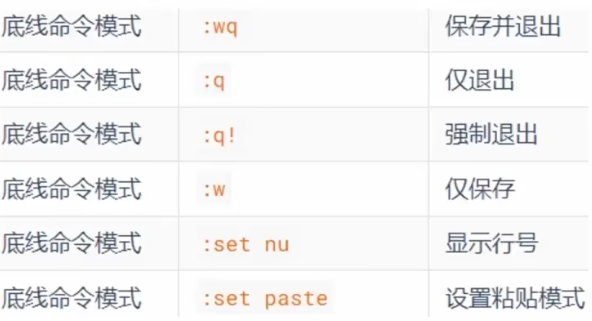 底线命令模式 :wq 保存并退出
底线命令模式 :q 仅退出
底线命令模式 :q! 强制退出
底线命令模式 :w 仅保存
底线命令模式 :set nu 显示行号
底线命令模式 :set paste 设置粘贴模式